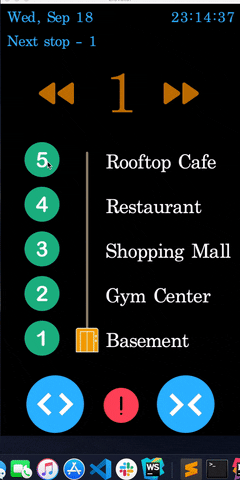 Wed, Sep 18 23:14:37
Next stop - 1
1
5 Rooftop Cafe
4 Restaurant
3 Shopping Mall
2 Gym Center
1 Basement
<> ! ><
WS